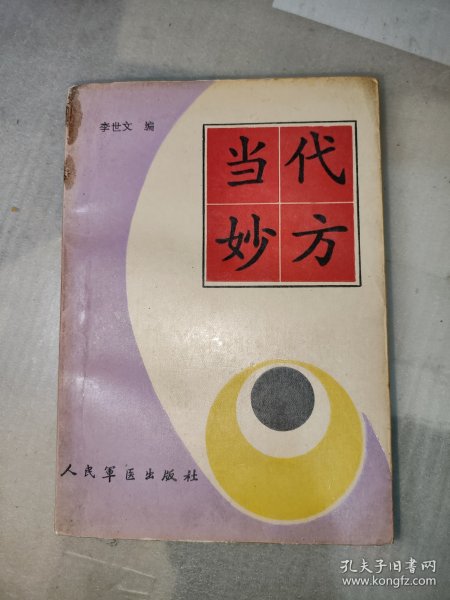 李世文 编
当代
妙方
人民軍医出版社
孔夫子旧书网
www.kongfz.com